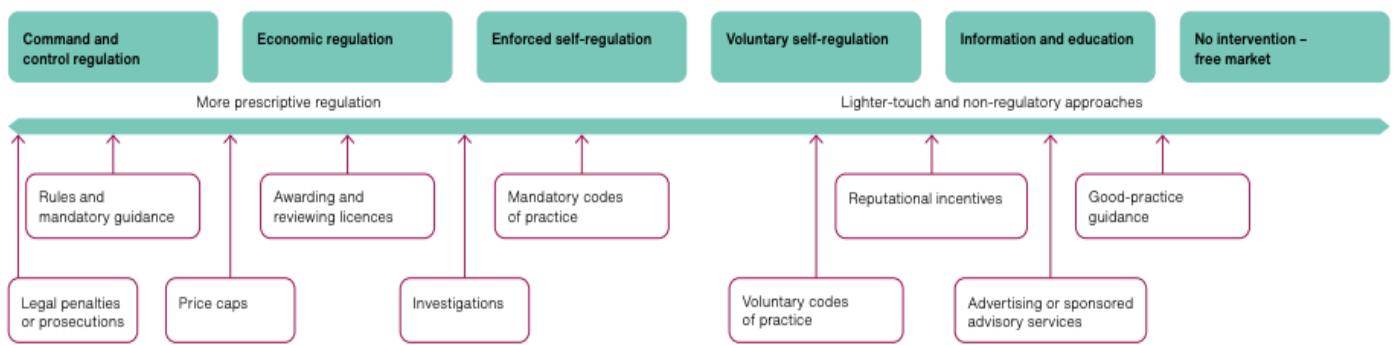 Command and
control regulation
Economic regulation
Enforced self-regulation
Voluntary self-regulation
Information and education
No intervention –
free market
More prescriptive regulation
Lighter-touch and non-regulatory approaches
Rules and
mandatory guidance
Awarding and
reviewing licences
Mandatory codes
of practice
Reputational incentives
Good-practice
guidance
Legal penalties
or prosecutions
Price caps
Investigations
Voluntary codes
of practice
Advertising or sponsored
advisory services